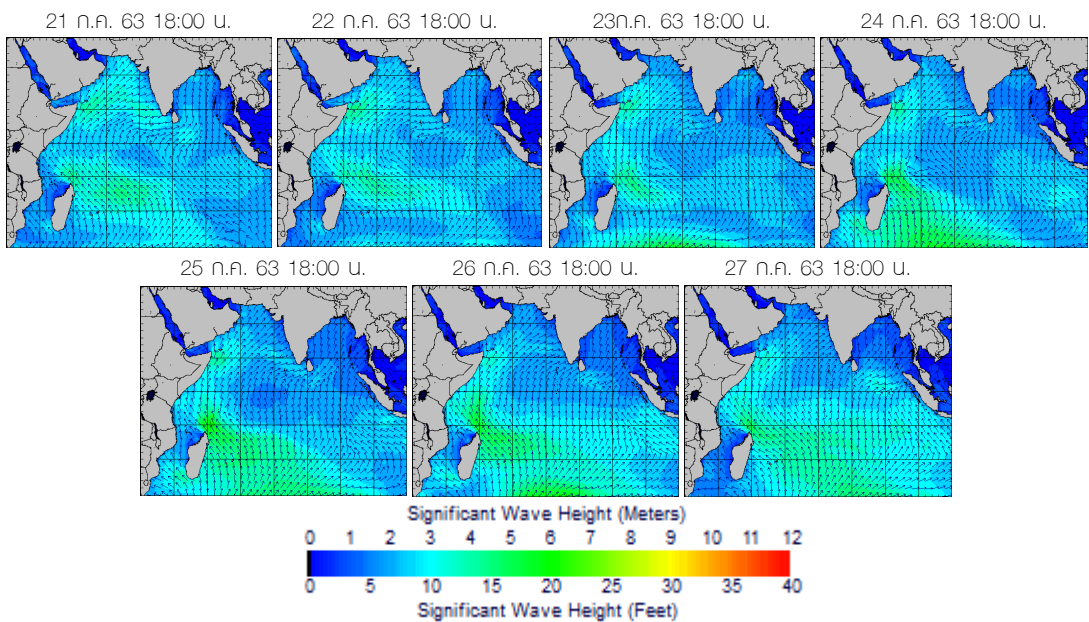 21 ก.ค. 63 18:00 น.
22 ก.ค. 63 18:00 น.
23ก.ค. 63 18:00 น.
24 ก.ค. 63 18:00 น.
25 ก.ค. 63 18:00 น.
26 ก.ค. 63 18:00 น.
27 ก.ค. 63 18:00 น.
Significant Wave Height (Meters)
0 1 2 3 4 5 6 7 8 9 10 11 12
0 5 10 15 20 25 30 35 40
Significant Wave Height (Feet)